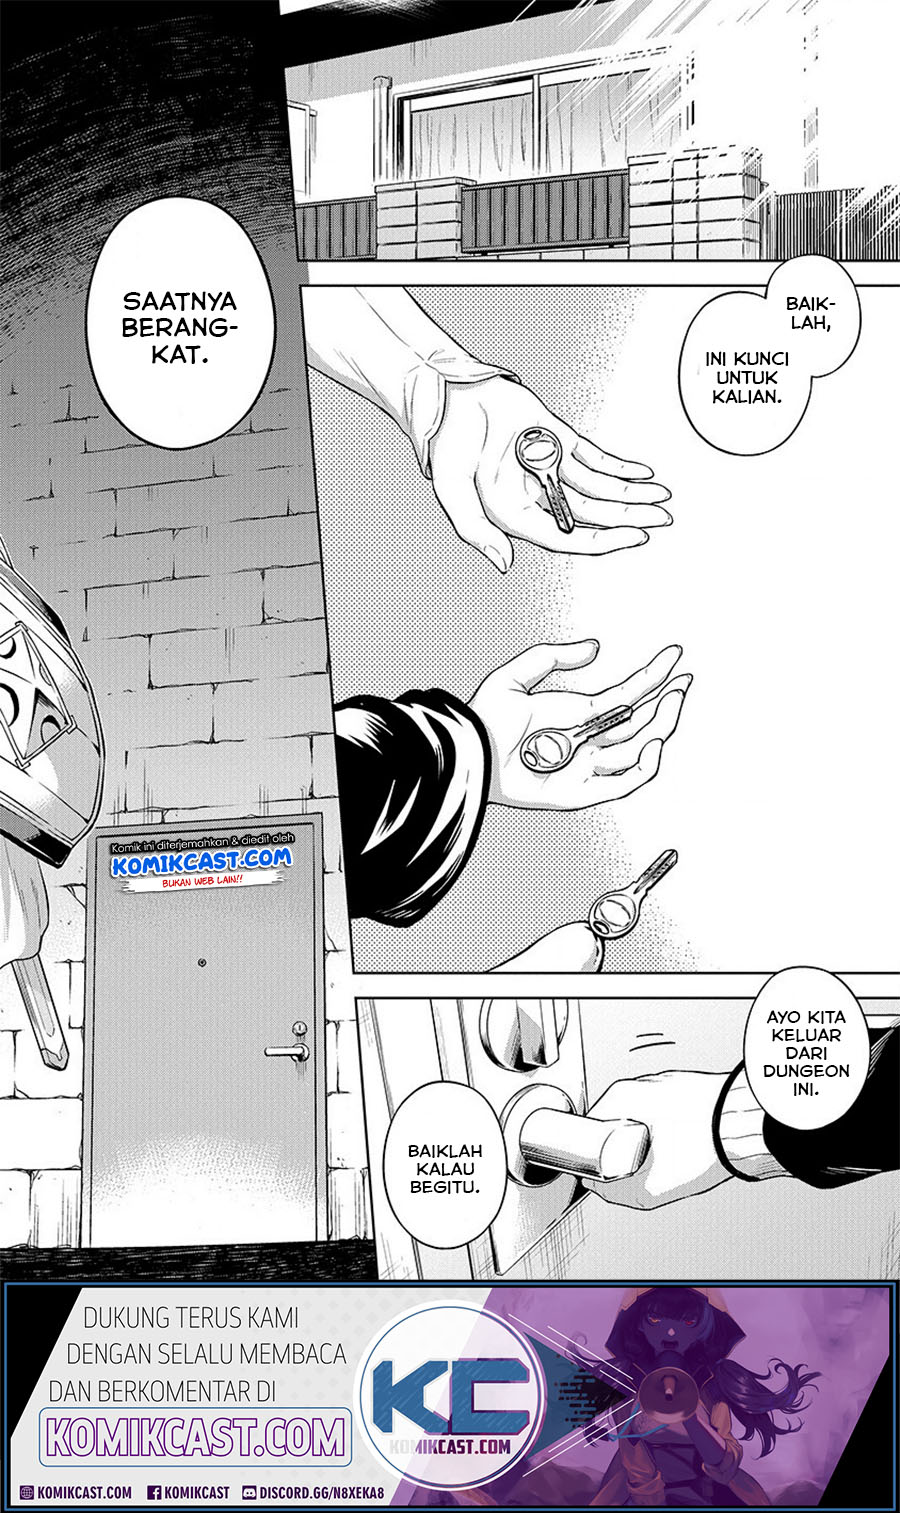 BAIK-
LAH,
INI KUNCI
UNTUK
KALIAN.
AYO KITA
KELUAR
DARI
DUNGEON
INI.
BAIKLAH
KALAU
BEGITU.
SAATNYA
BERANG-
KAT.
Komik ini diterjemahkan & diedit oleh
KOMIKCAST.COM
BUKAN WEB LAIN!!
DUKUNG TERUS KAMI
DENGAN SELALU MEMBACA
DAN BERKOMENTAR DI
KOMIKCAST.COM
KC
KOMIKCAST.COM
KOMIKCAST.COM KOMIKCAST DISCORD.GG/N8XEKA8